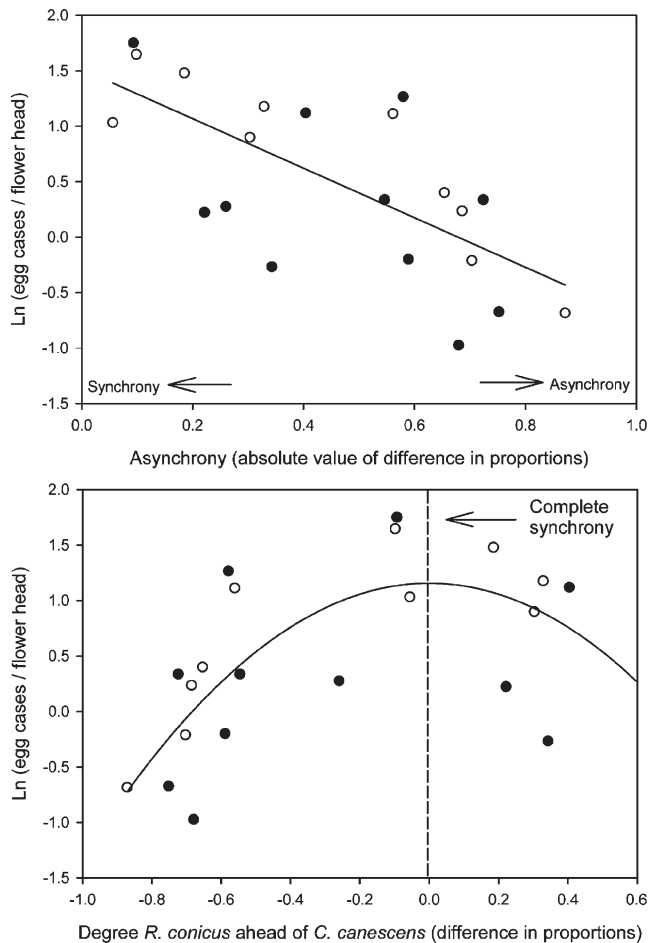 2.0
1.5
1.0
0.5
0.0
-0.5
-1.0
-1.5
Ln (egg cases / flower head)
Synchrony
Asynchrony
0.0 0.2 0.4 0.6 0.8 1.0
Asynchrony (absolute value of difference in proportions)
2.0
1.5
1.0
0.5
0.0
-0.5
-1.0
-1.5
Ln (egg cases / flower head)
Complete
synchrony
-1.0 -0.8 -0.6 -0.4 -0.2 0.0 0.2 0.4 0.6
Degree R. conicus ahead of C. canescens (difference in proportions)